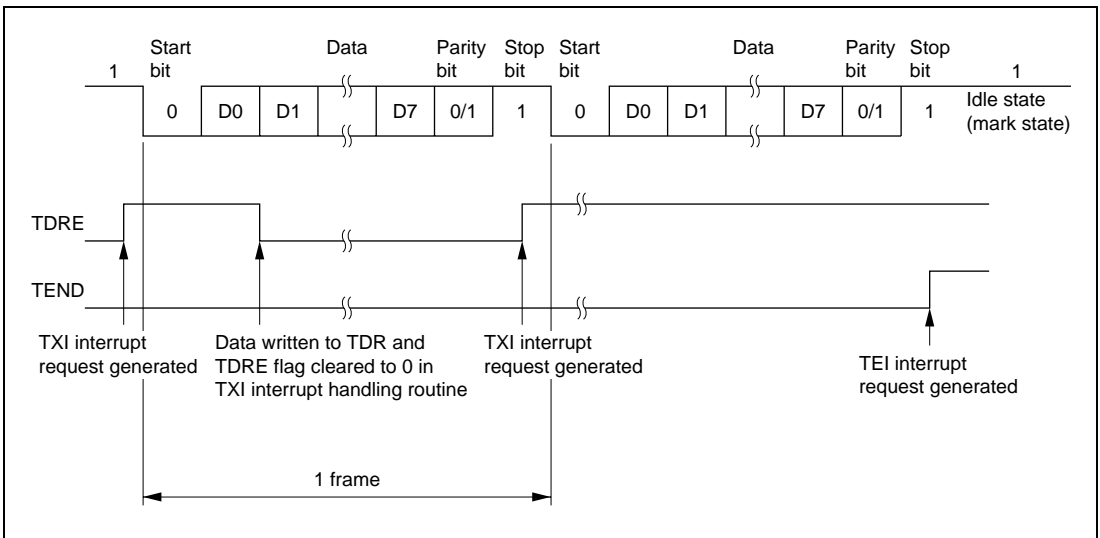 Start Data Parity Stop Start Data Parity Stop
1 bit bit bit bit bit bit 1
0 D0 D1 D7 0/1 1 0 D0 D1 D7 0/1 1 Idle state
(mark state)
TDRE
TEND
TXI interrupt Data written to TDR and TXI interrupt
request generated TDRE flag cleared to 0 in request generated
TXI interrupt handling routine
TEI interrupt
request generated
1 frame